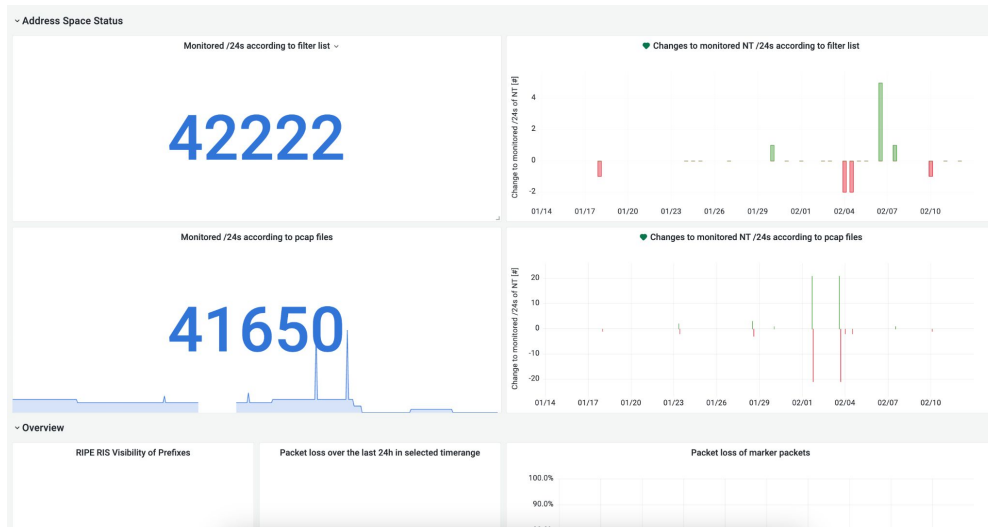 Address Space Status
Monitored /24s according to filter list
42222
Changes to monitored NT /24s according to filter list
Change to monitored /24s of NT [#]
4
2
0
-2
01/14 01/17 01/20 01/23 01/26 01/29 02/01 02/04 02/07 02/10
Monitored /24s according to pcap files
41650
Changes to monitored NT /24s according to pcap files
Change to monitored /24s of NT [#]
20
10
0
-10
-20
01/14 01/17 01/20 01/23 01/26 01/29 02/01 02/04 02/07 02/10
Overview
RIPE RIS Visibility of Prefixes
Packet loss over the last 24h in selected timerange
Packet loss of marker packets
100.0%
90.0%